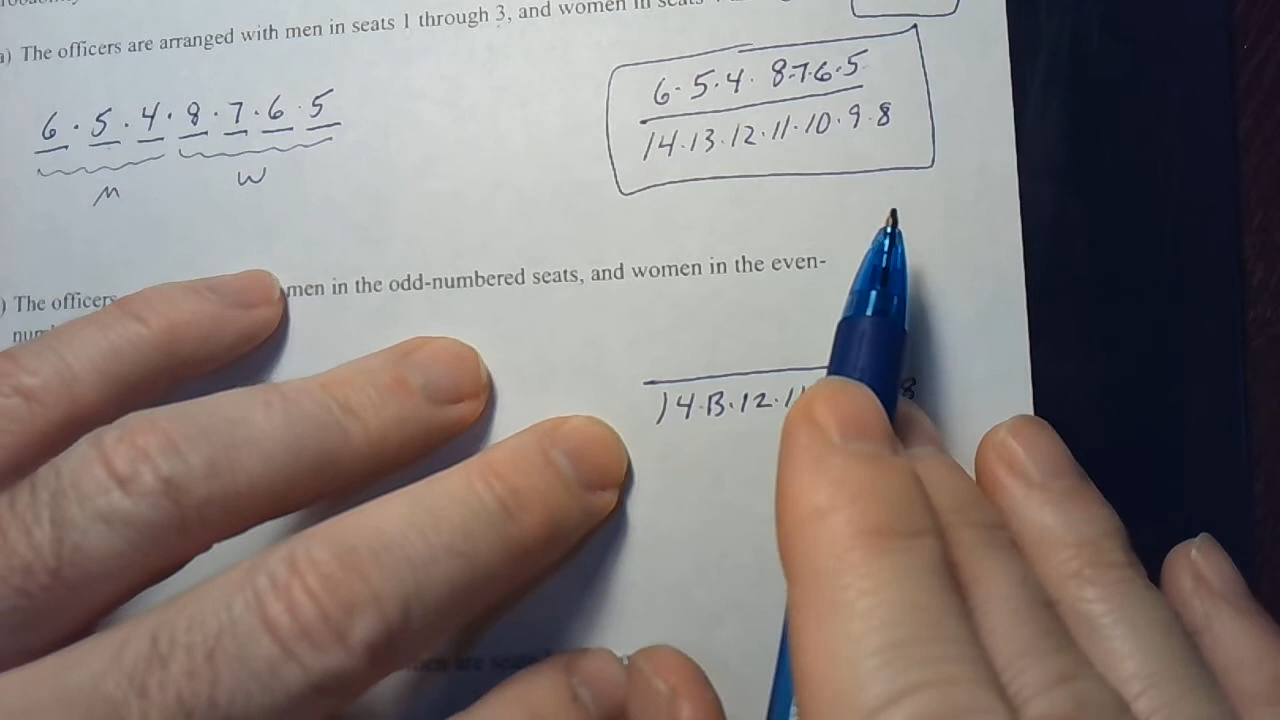 a) The officers are arranged with men in seats 1 through 3, and women in seats
6 · 5 · 4 · 8 · 7 · 6 · 5
M W
6 · 5 · 4 · 8 · 7 · 6 · 5
14 · 13 · 12 · 11 · 10 · 9 · 8
) The officers men in the odd-numbered seats, and women in the even-
14 · 13 · 12 · 8